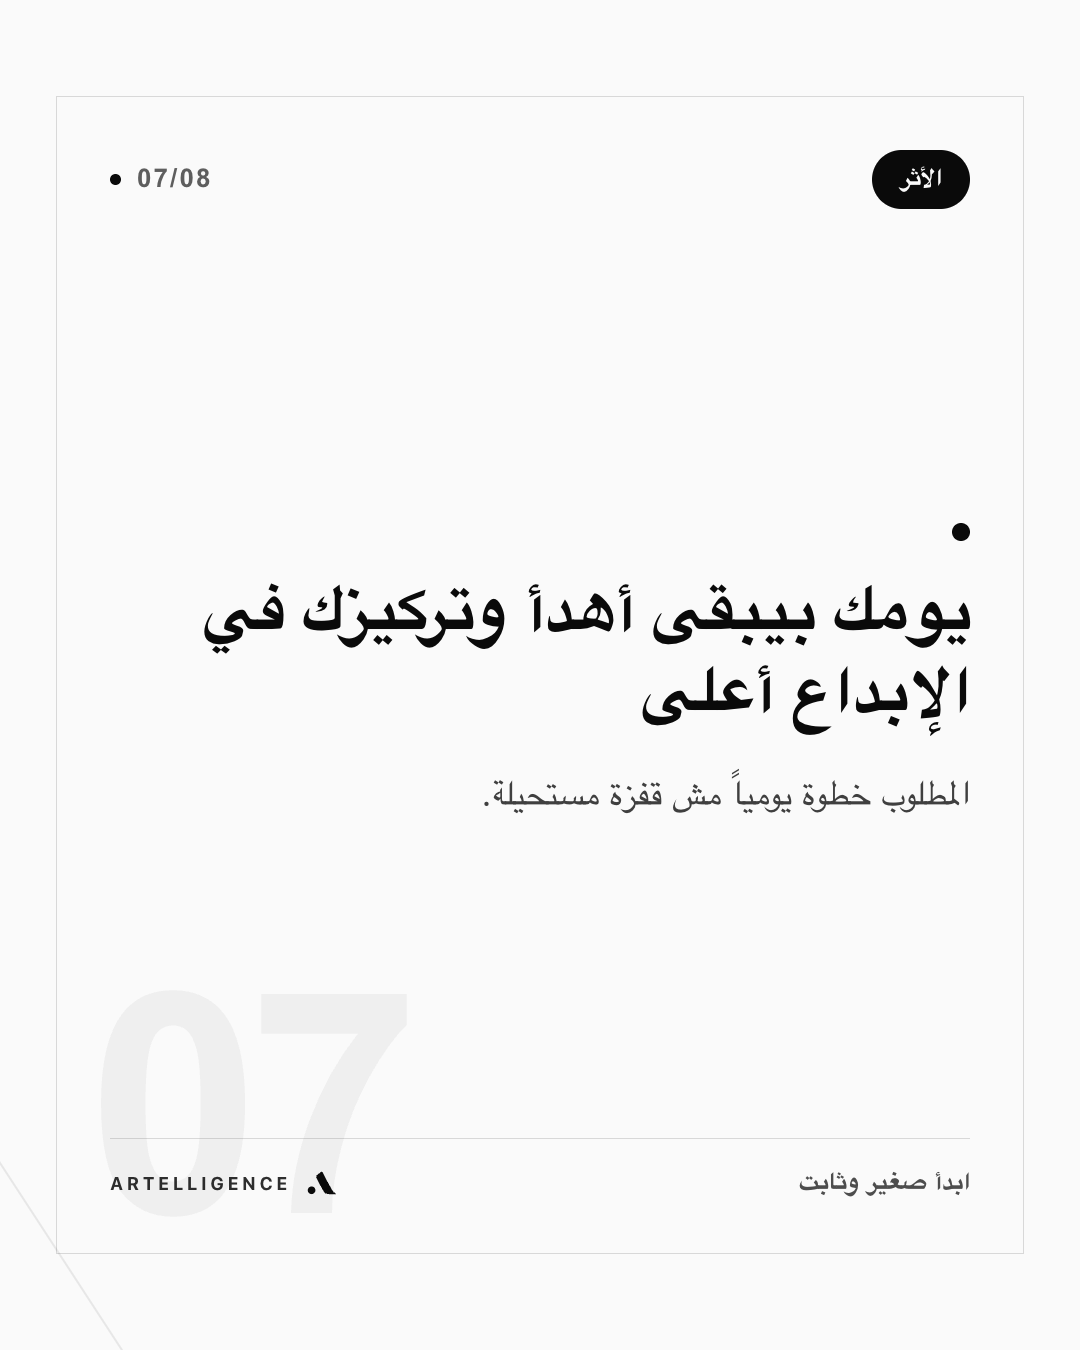 الأثر
07/08
يومك بيبقى أهدأ وتركيزك في
الإبداع أعلى
المطلوب خطوة يومياً مش قفزة مستحيلة.
07
ابدأ صغير وثابت
ARTELLIGENCE